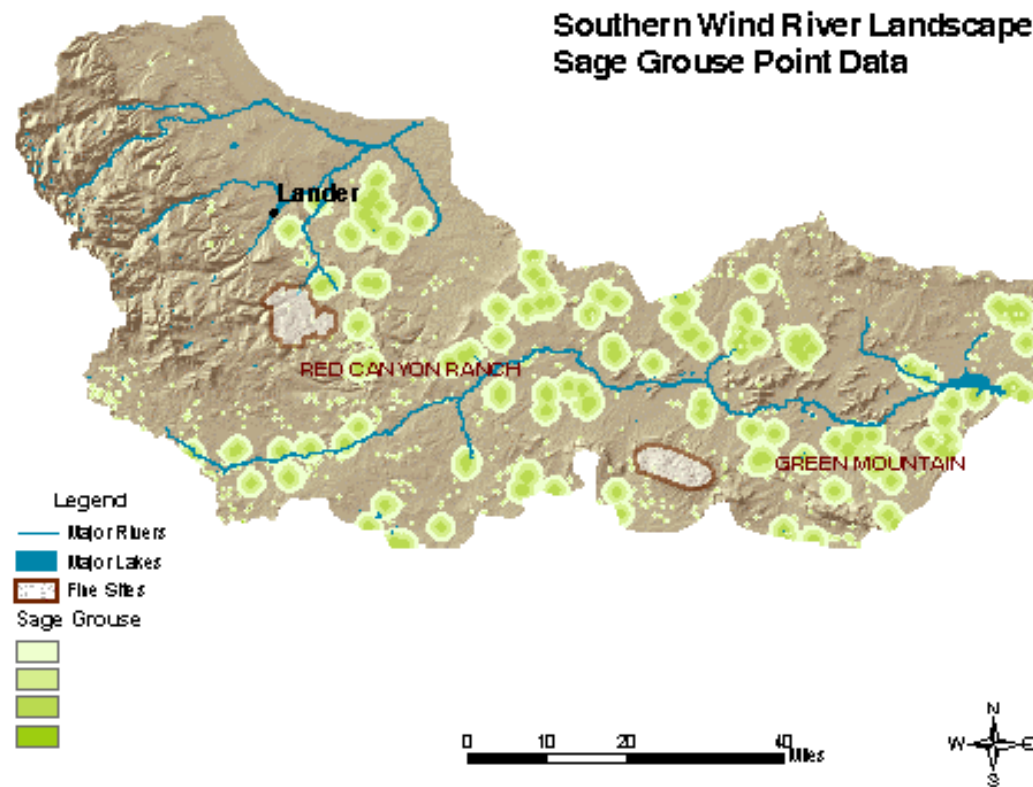 Southern Wind River Landscape
Sage Grouse Point Data
Lander
RED CANYON RANCH
GREEN MOUNTAIN
Legend
Major Rivers
Major Lakes
Fire Sites
Sage Grouse
0 10 20 40
Miles
N
W E
S